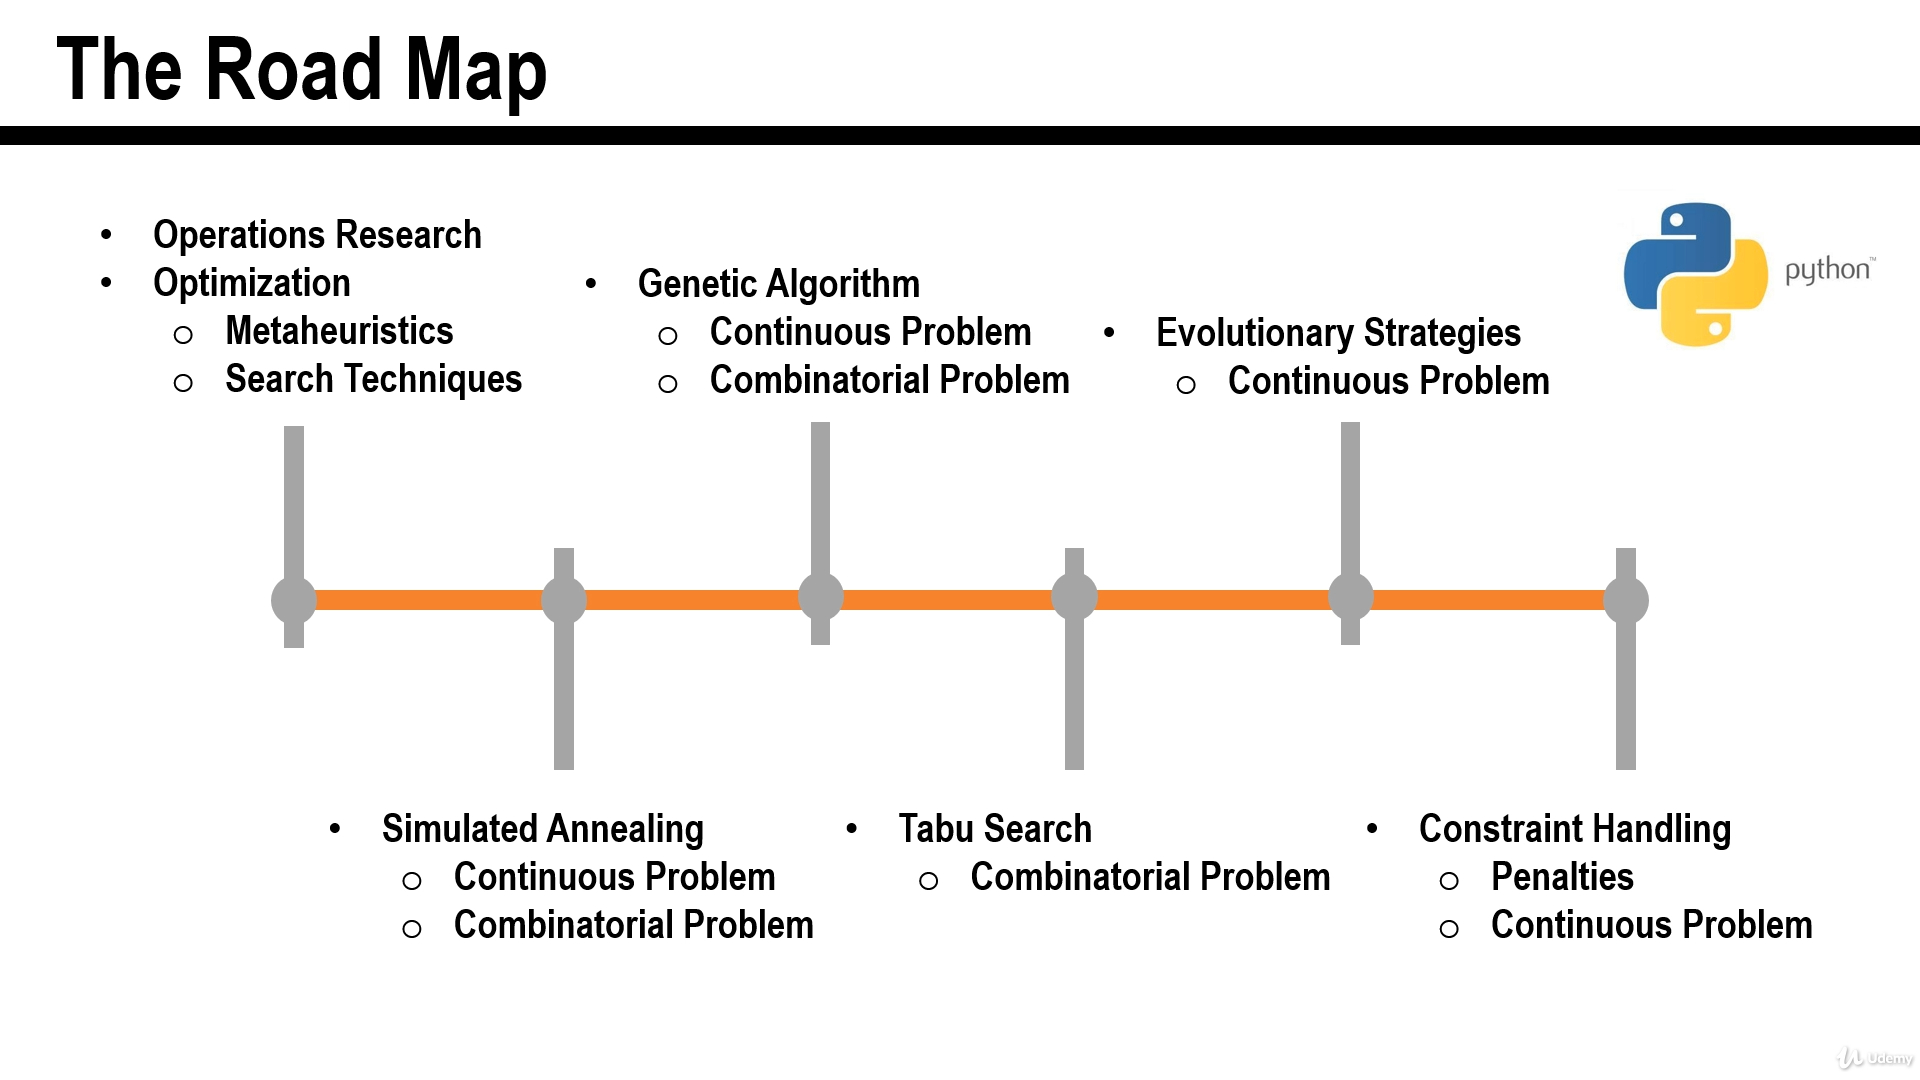 The Road Map
• Operations Research
• Optimization
o Metaheuristics
o Search Techniques
• Genetic Algorithm
o Continuous Problem
o Combinatorial Problem
• Evolutionary Strategies
o Continuous Problem
python™
• Simulated Annealing
o Continuous Problem
o Combinatorial Problem
• Tabu Search
o Combinatorial Problem
• Constraint Handling
o Penalties
o Continuous Problem
Udemy